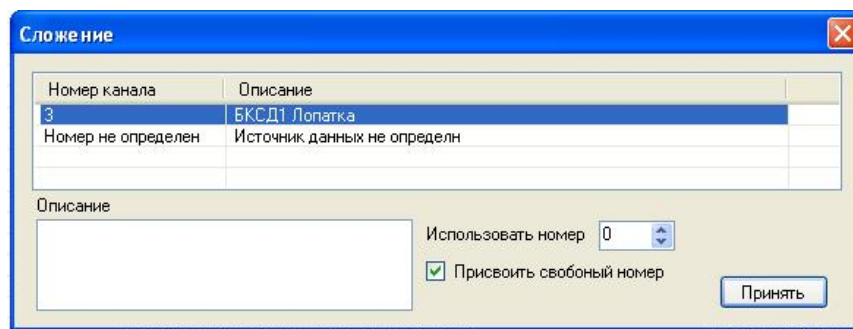 Сложение
Номер канала Описание
3 БКСД1 Лопатка
Номер не определен Источник данных не определн
Описание
Использовать номер 0
Присвоить свобоный номер
Принять